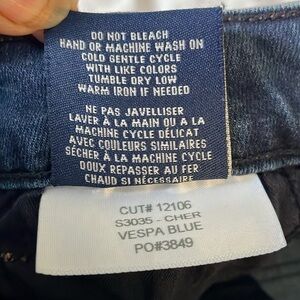 DO NOT BLEACH
HAND OR MACHINE WASH ON
COLD GENTLE CYCLE
WITH LIKE COLORS
TUMBLE DRY LOW
WARM IRON IF NEEDED
NE PAS JAVELLISER
LAVER À LA MAIN OU A LA
MACHINE CYCLE DÉLICAT
AVEC COULEURS SIMILAIRES
SÉCHER À LA MACHINE CYCLE
DOUX REPASSER AU FER
CHAUD SI NÉCESSAIRE
CUT# 12106
S3035 - CHER
VESPA BLUE
PO#3849